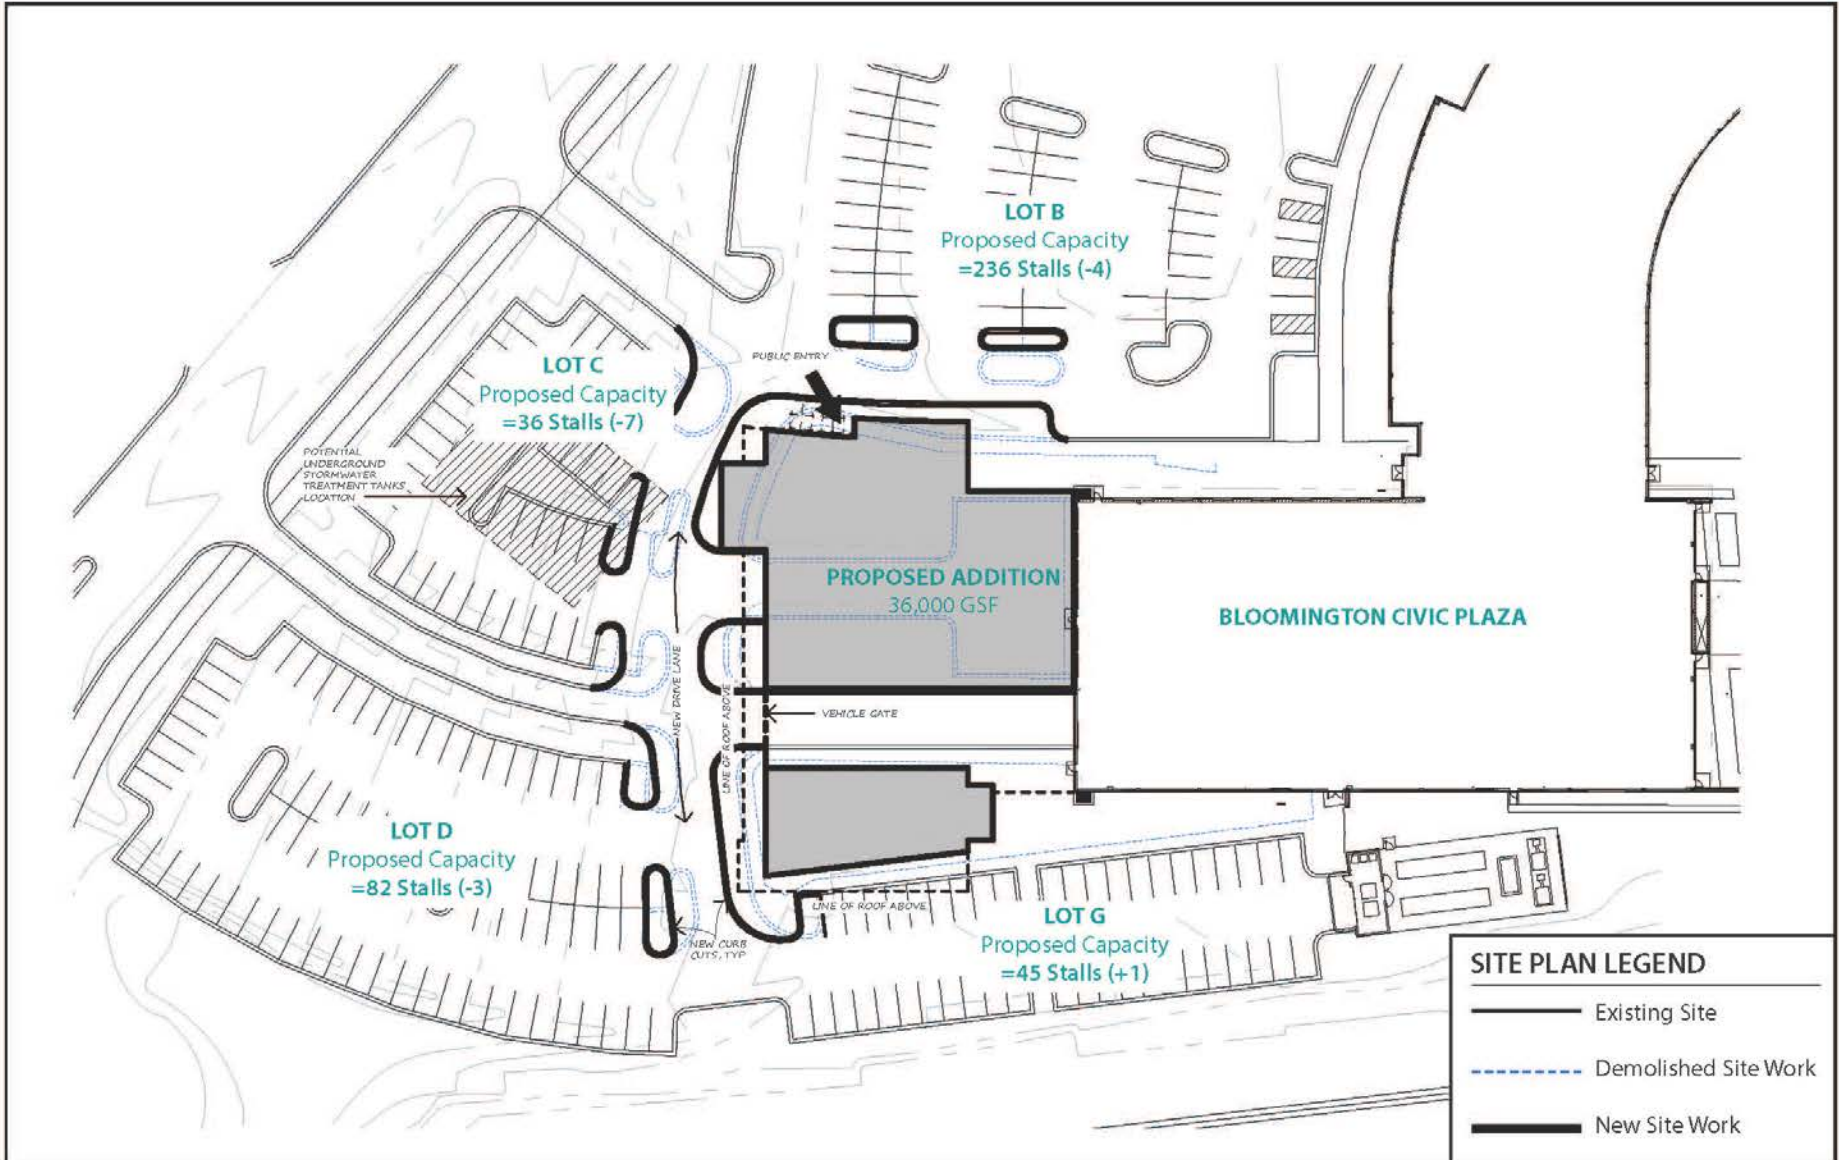 LOT B
Proposed Capacity
=236 Stalls (-4)
PUBLIC ENTRY
LOT C
Proposed Capacity
=36 Stalls (-7)
POTENTIAL
UNDERGROUND
STORMWATER
TREATMENT TANKS
LOCATION
PROPOSED ADDITION
36,000 GSF
BLOOMINGTON CIVIC PLAZA
NEW DRIVE LANE
LINE OF ROOF ABOVE
VEHICLE GATE
LOT D
Proposed Capacity
=82 Stalls (-3)
LINE OF ROOF ABOVE
NEW CURB
CUTS, TYP
LOT G
Proposed Capacity
=45 Stalls (+1)
SITE PLAN LEGEND
Existing Site
Demolished Site Work
New Site Work